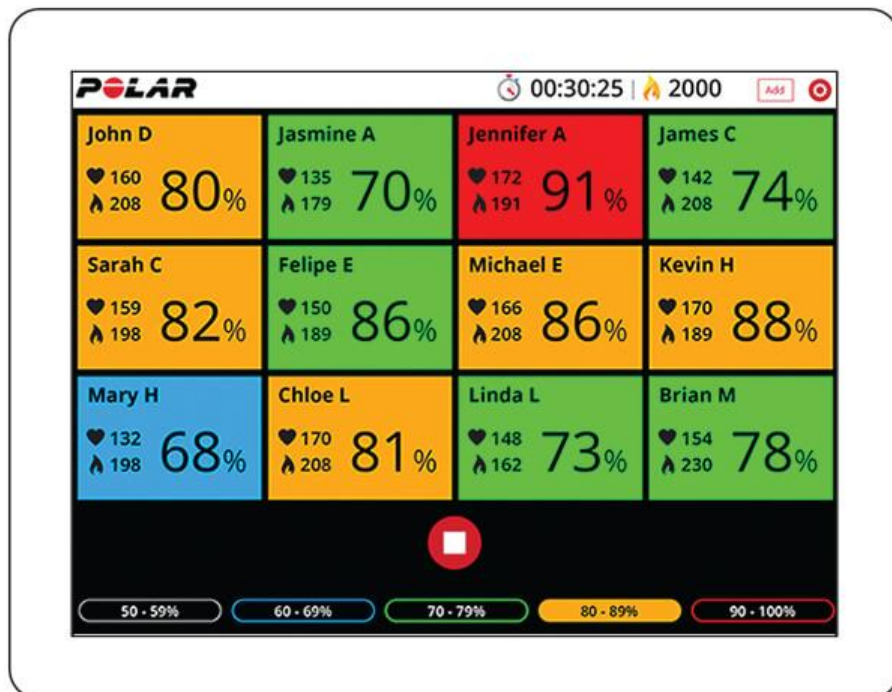 POLAR 00:30:25 | 2000 Add
John D
160
208
80%
Jasmine A
135
179
70%
Jennifer A
172
191
91%
James C
142
208
74%
Sarah C
159
198
82%
Felipe E
150
189
86%
Michael E
166
208
86%
Kevin H
170
189
88%
Mary H
132
198
68%
Chloe L
170
208
81%
Linda L
148
162
73%
Brian M
154
230
78%
50 - 59% 60 - 69% 70 - 79% 80 - 89% 90 - 100%